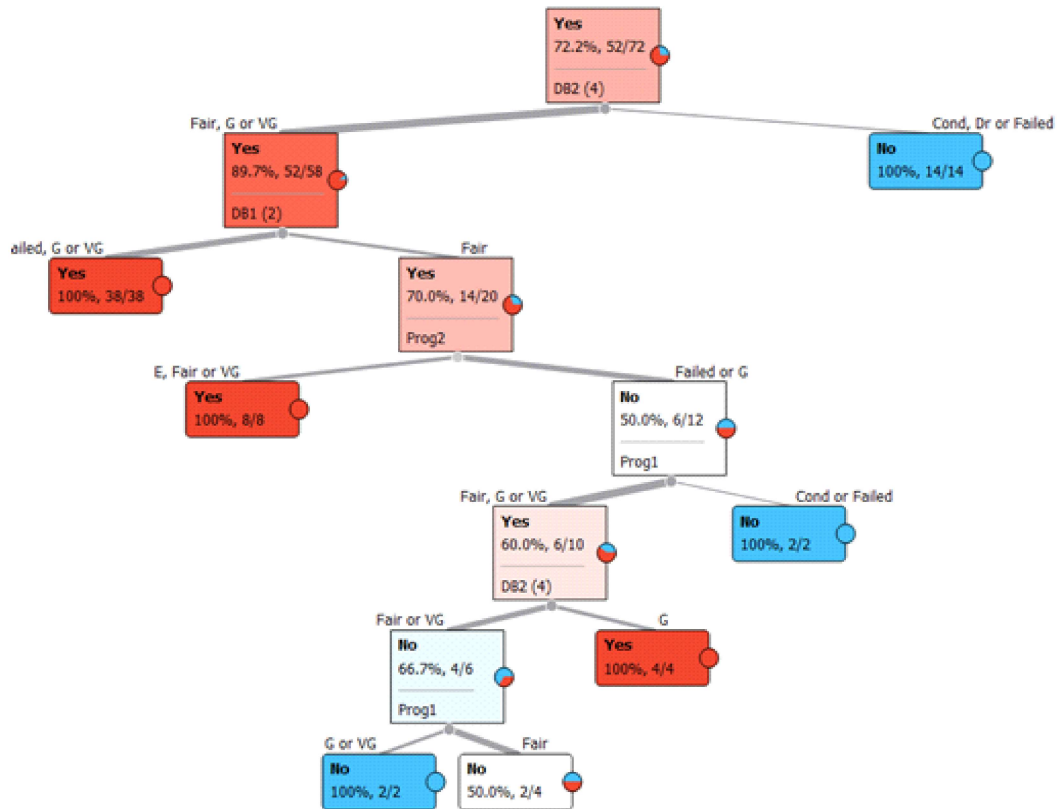 Yes
72.2%, 52/72
DB2 (4)
Fair, G or VG
Cond, Dr or Failed
Yes
89.7%, 52/58
DB1 (2)
No
100%, 14/14
ailed, G or VG
Fair
Yes
100%, 38/38
Yes
70.0%, 14/20
Prog2
E, Fair or VG
Failed or G
Yes
100%, 8/8
No
50.0%, 6/12
Prog1
Fair, G or VG
Cond or Failed
Yes
60.0%, 6/10
DB2 (4)
No
100%, 2/2
Fair or VG
G
No
66.7%, 4/6
Prog1
Yes
100%, 4/4
G or VG
Fair
No
100%, 2/2
No
50.0%, 2/4